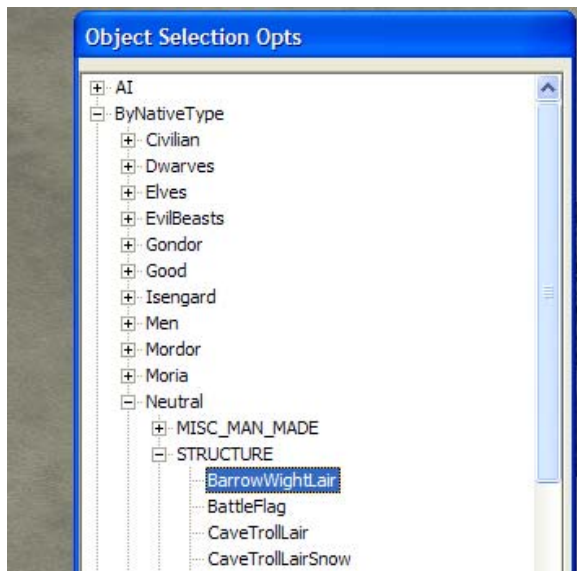 Object Selection Opts
AI
ByNativeType
Civilian
Dwarves
Elves
EvilBeasts
Gondor
Good
Isengard
Men
Mordor
Moria
Neutral
MISC_MAN_MADE
STRUCTURE
BarrowWightLair
BattleFlag
CaveTrollLair
CaveTrollLairSnow